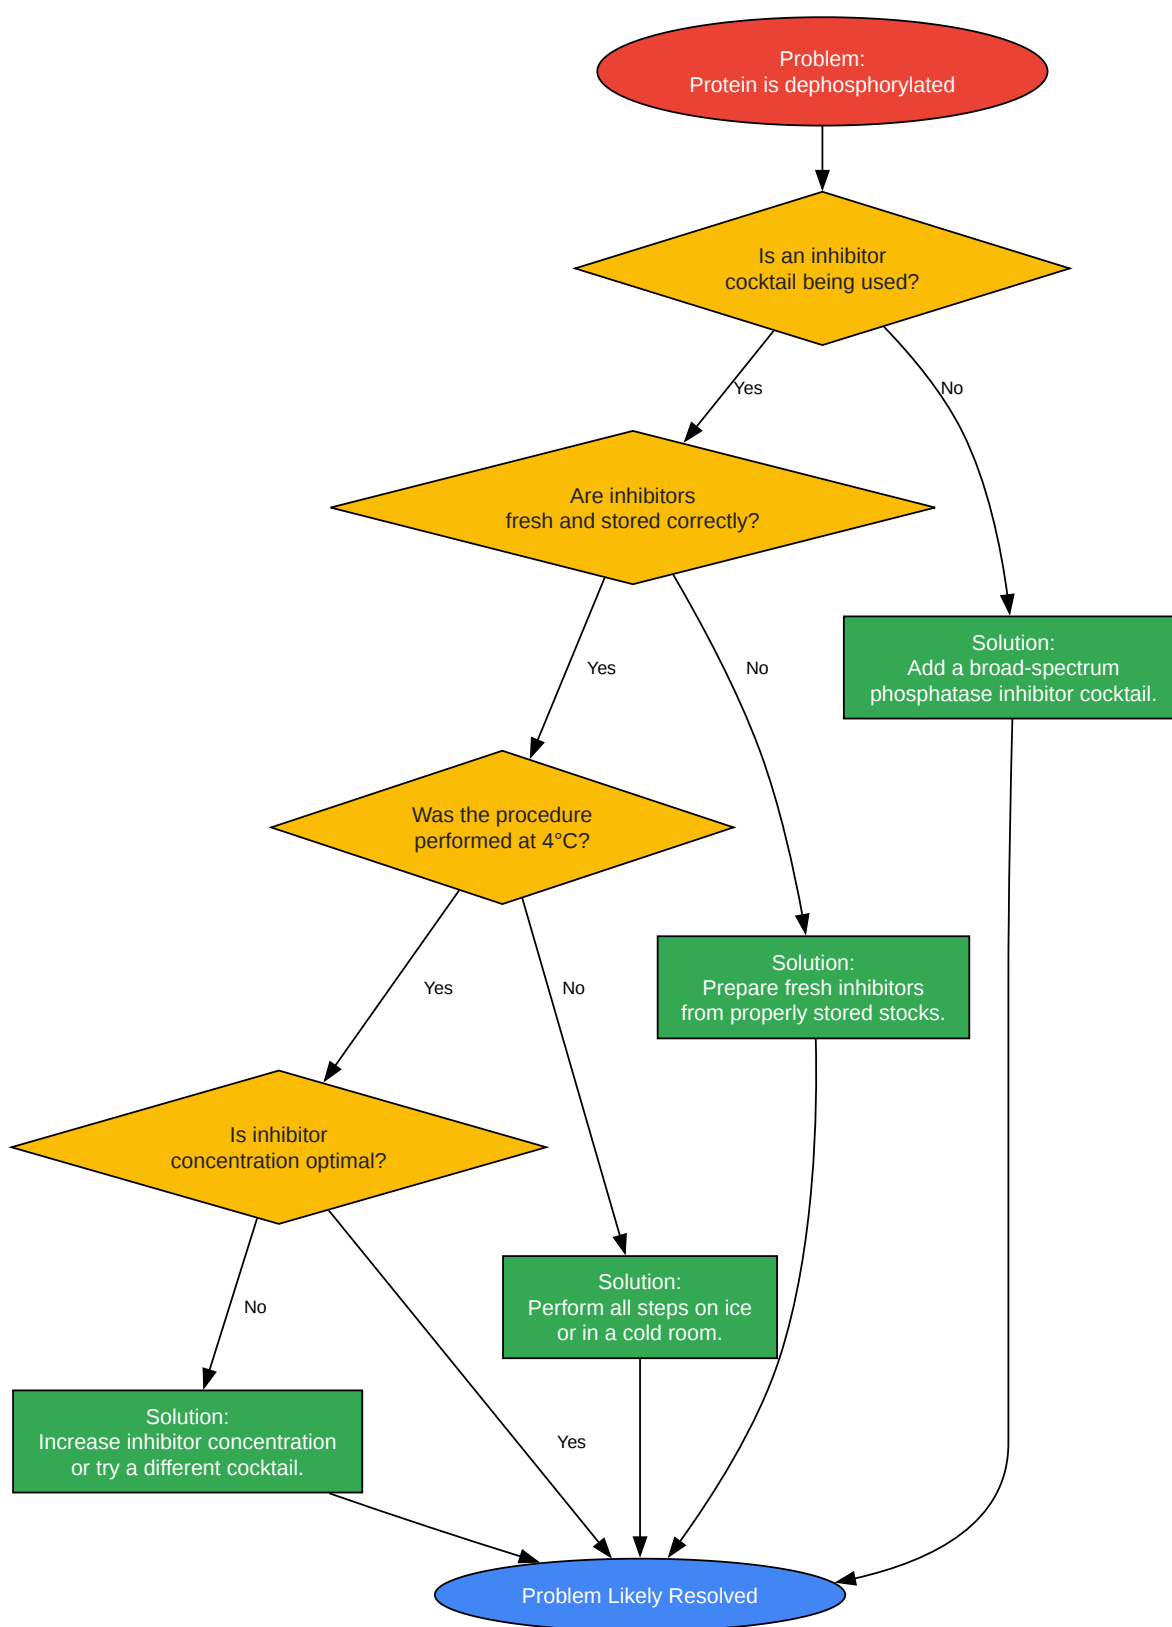 Problem:
Protein is dephosphorylated
Is an inhibitor
cocktail being used?
Yes
No
Are inhibitors
fresh and stored correctly?
Solution:
Add a broad-spectrum
phosphatase inhibitor cocktail.
Yes
No
Was the procedure
performed at 4°C?
Solution:
Prepare fresh inhibitors
from properly stored stocks.
Yes
No
Is inhibitor
concentration optimal?
Solution:
Perform all steps on ice
or in a cold room.
No
Yes
Solution:
Increase inhibitor concentration
or try a different cocktail.
Problem Likely Resolved